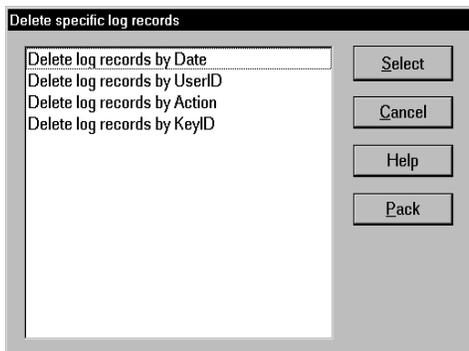 Delete specific log records
Delete log records by Date
Delete log records by UserID
Delete log records by Action
Delete log records by KeyID
Select
Cancel
Help
Pack